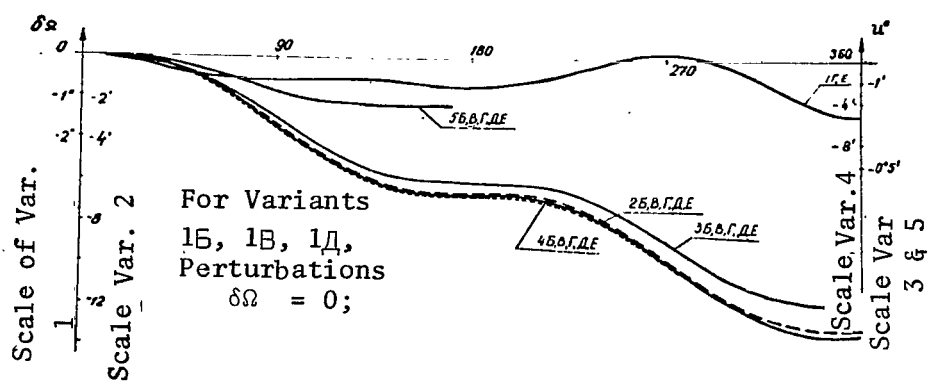 δΩ
u°
0
90
180
270
360
-1"
-2'
-2"
-4'
-8
-12
-1'
-4'
-8'
-0°5'
1Г,Е
5Б,В,Г,Д,Е
2Б,В,Г,Д,Е
3Б,В,Г,Д,Е
4Б,В,Г,Д,Е
For Variants
1Б, 1В, 1Д,
Perturbations
δΩ = 0;
Scale of Var.
1
Scale Var. 2
Scale Var. 4
Scale Var
3 & 5